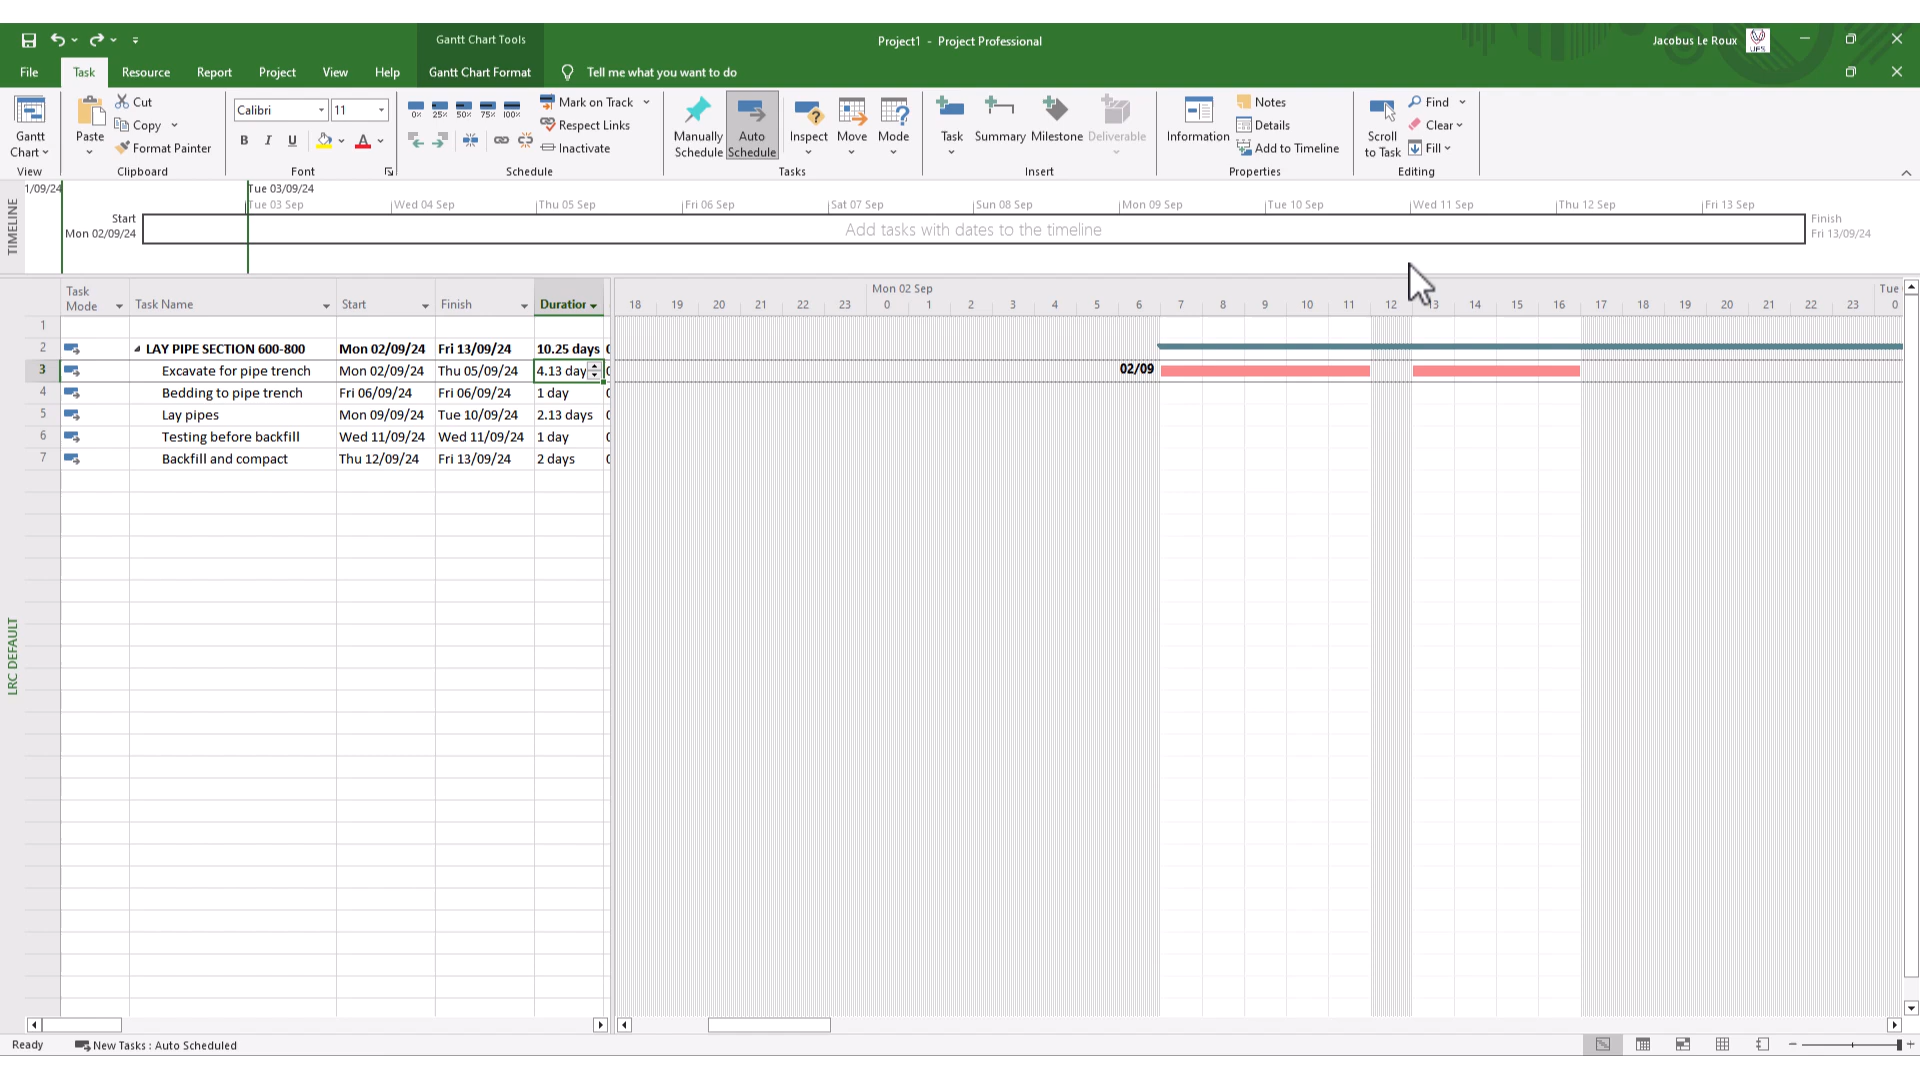 Gantt Chart Tools
Project1 - Project Professional
Jacobus Le Roux
File Task Resource Report Project View Help Gantt Chart Format Tell me what you want to do
Gantt Chart
View
Paste
Cut
Copy
Format Painter
Clipboard
Calibri 11
B I U A
Font
0% 25% 50% 75% 100%
Mark on Track
Respect Links
Inactivate
Schedule
Manually Schedule
Auto Schedule
Inspect
Move
Mode
Tasks
Task
Summary
Milestone
Deliverable
Insert
Information
Notes
Details
Add to Timeline
Properties
Scroll to Task
Find
Clear
Fill
Editing
TIMELINE
1/09/24
Tue 03/09/24
Tue 03 Sep Wed 04 Sep Thu 05 Sep Fri 06 Sep Sat 07 Sep Sun 08 Sep Mon 09 Sep Tue 10 Sep Wed 11 Sep Thu 12 Sep Fri 13 Sep
Start
Mon 02/09/24
Add tasks with dates to the timeline
Finish
Fri 13/09/24
Task Mode Task Name Start Finish Duration
Mon 02 Sep Tue
18 19 20 21 22 23 0 1 2 3 4 5 6 7 8 9 10 11 12 13 14 15 16 17 18 19 20 21 22 23 0
1
2 LAY PIPE SECTION 600-800 Mon 02/09/24 Fri 13/09/24 10.25 days
3 Excavate for pipe trench Mon 02/09/24 Thu 05/09/24 4.13 day 02/09
4 Bedding to pipe trench Fri 06/09/24 Fri 06/09/24 1 day
5 Lay pipes Mon 09/09/24 Tue 10/09/24 2.13 days
6 Testing before backfill Wed 11/09/24 Wed 11/09/24 1 day
7 Backfill and compact Thu 12/09/24 Fri 13/09/24 2 days
LRC DEFAULT
Ready New Tasks : Auto Scheduled